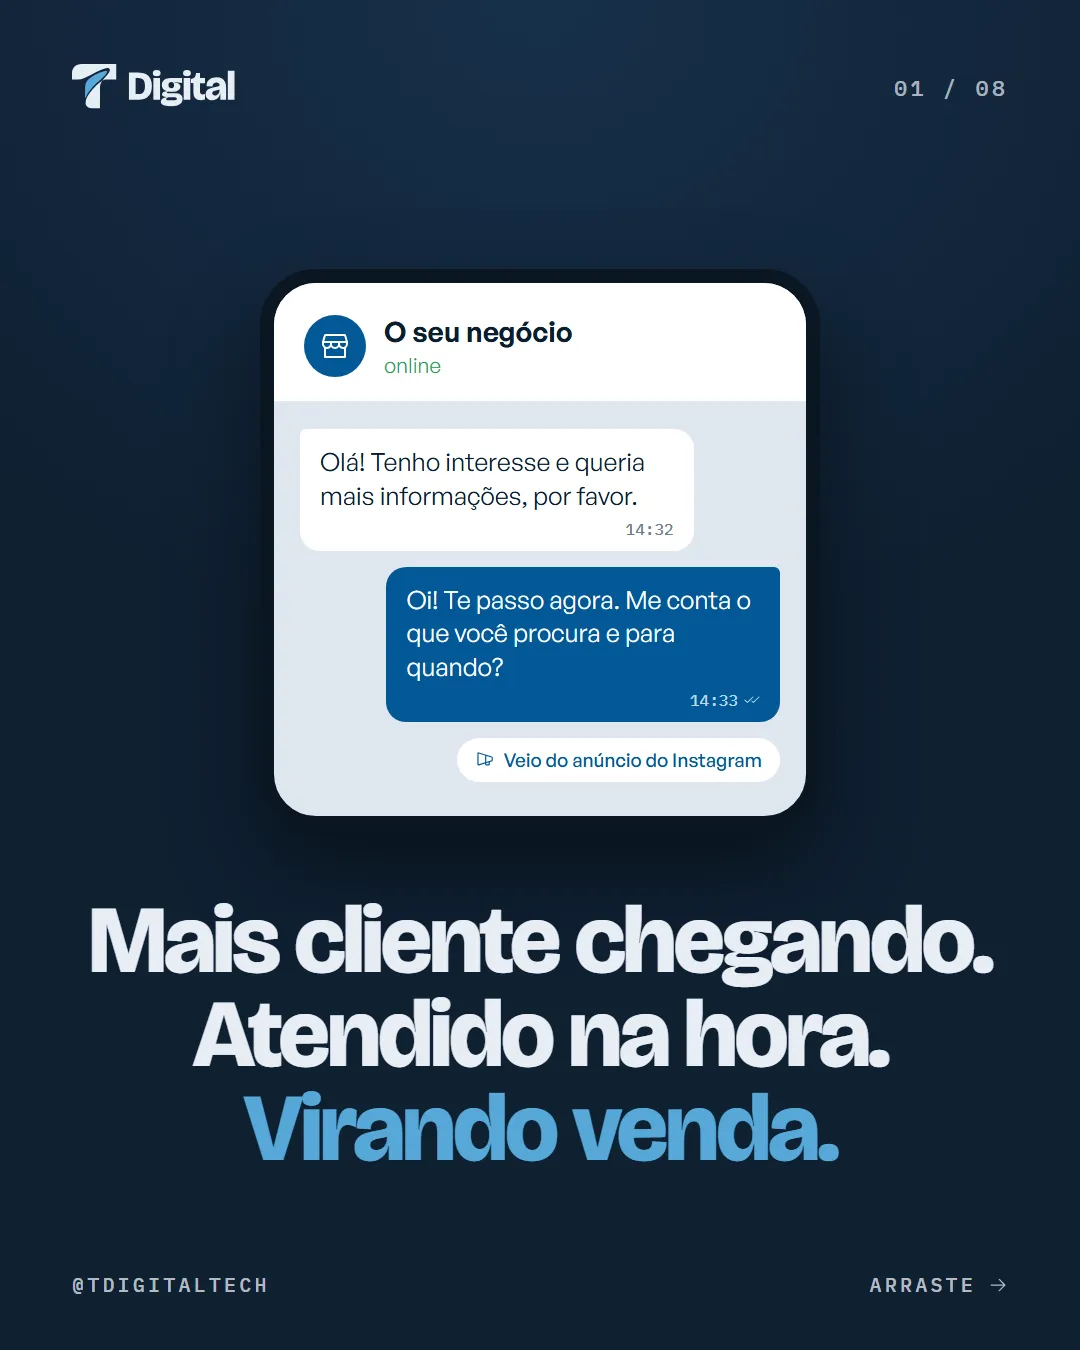 Digital
01 / 08
O seu negócio
online
Olá! Tenho interesse e queria
mais informações, por favor.
14:32
Oi! Te passo agora. Me conta o
que você procura e para
quando?
14:33
Veio do anúncio do Instagram
Mais cliente chegando.
Atendido na hora.
Virando venda.
@TDIGITALTECH
ARRASTE →